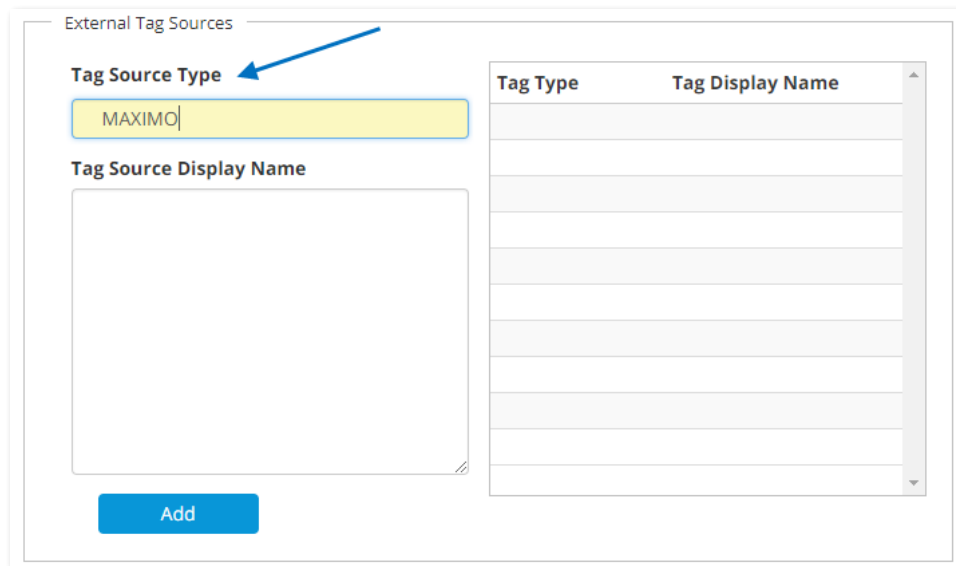 External Tag Sources
Tag Source Type
MAXIMO
Tag Source Display Name
Add
Tag Type Tag Display Name